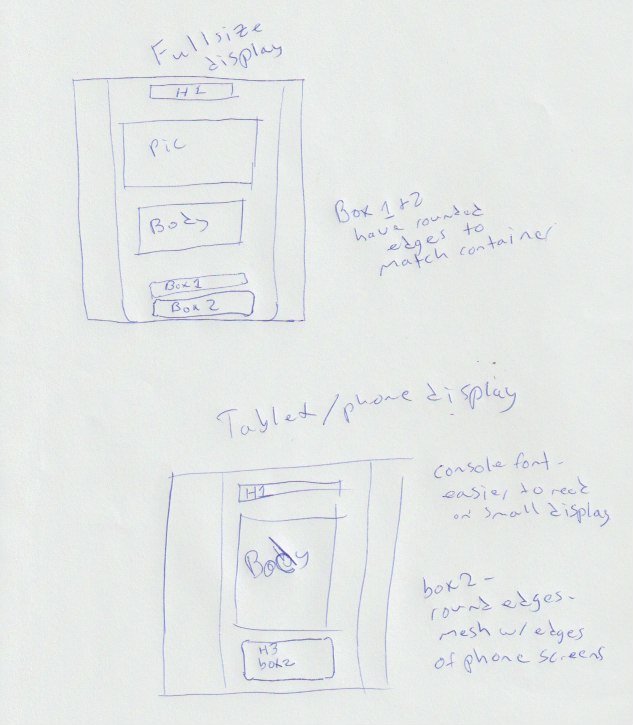 Fullsize
display
H1
Pic
Body
Box 1
Box 2
Box 1+2
have rounded
edges to
match container
Tablet/phone display
H1
Body
H3
box2
console font-
easier to read
on small display
box2-
round edges-
mesh w/ edges
of phone screens